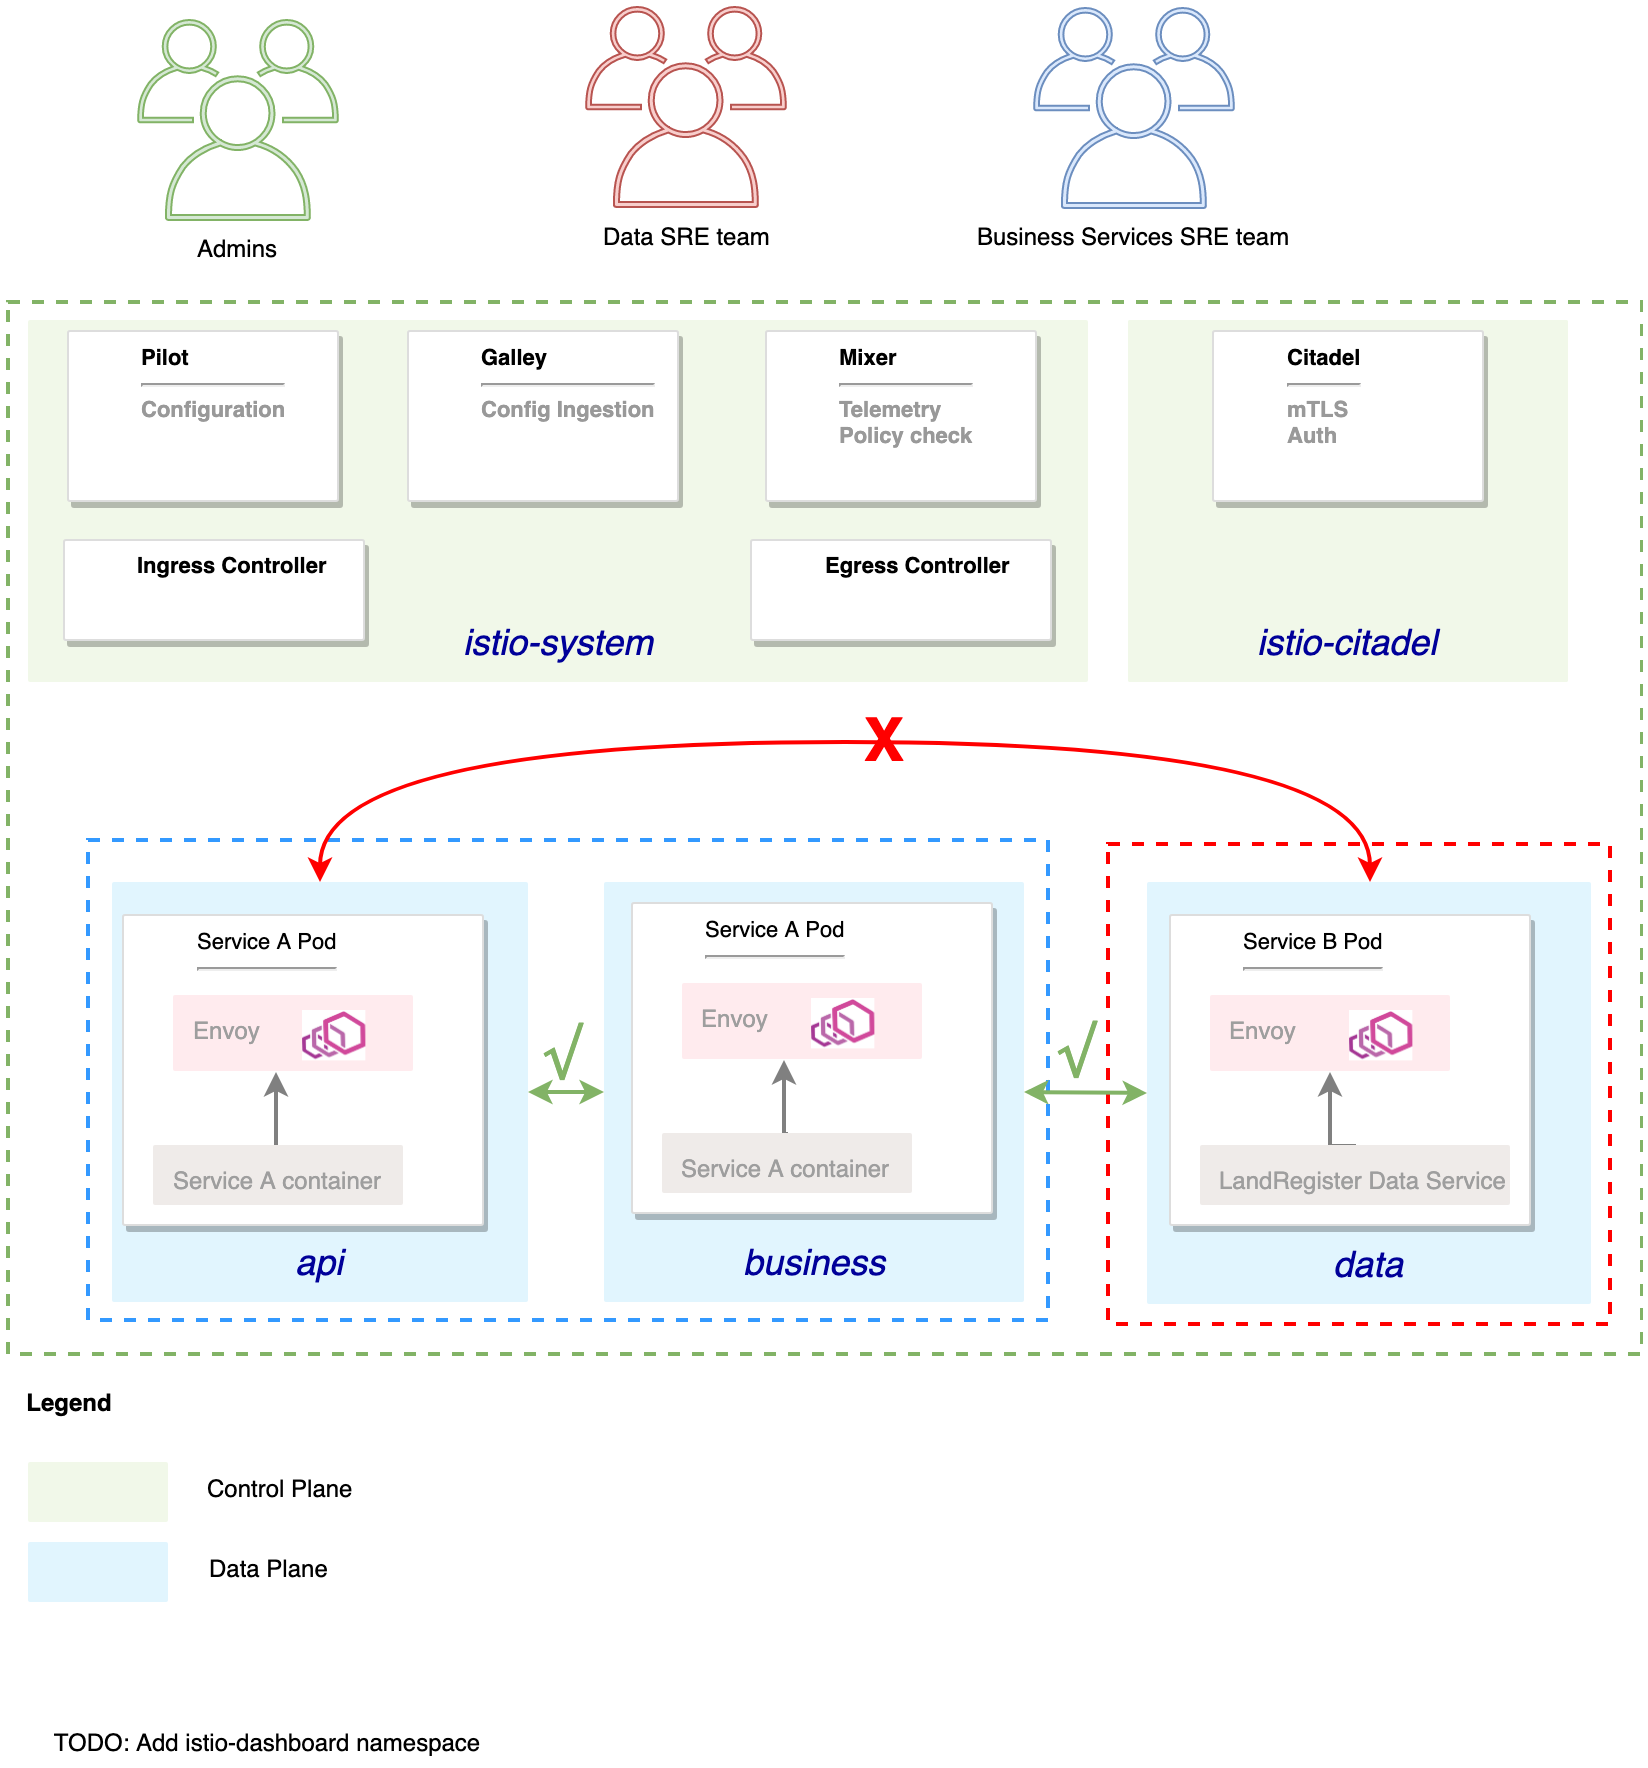 Admins
Data SRE team
Business Services SRE team
Pilot
Configuration
Galley
Config Ingestion
Mixer
Telemetry
Policy check
Citadel
mTLS
Auth
Ingress Controller
Egress Controller
istio-system
istio-citadel
X
Service A Pod
Envoy
Service A container
api
√
Service A Pod
Envoy
Service A container
business
√
Service B Pod
Envoy
LandRegister Data Service
data
Legend
Control Plane
Data Plane
TODO: Add istio-dashboard namespace